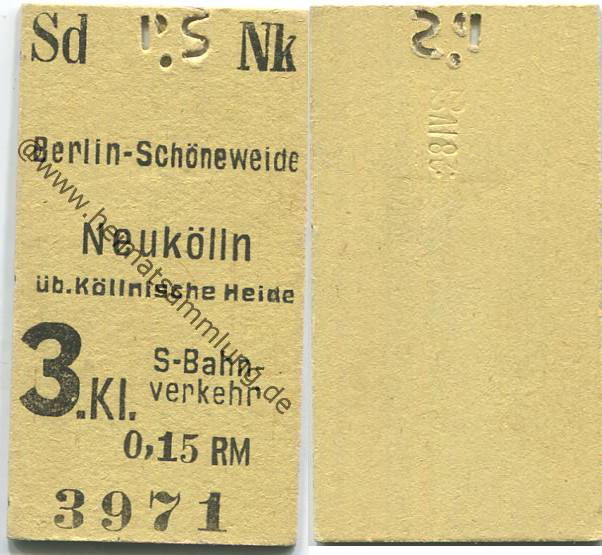 Sd P.S Nk
Berlin-Schöneweide
Neukölln
üb. Köllnische Heide
3.Kl. S-Bahn-
verkehr
0,15 RM
3971
@www.heimatsammlung.de